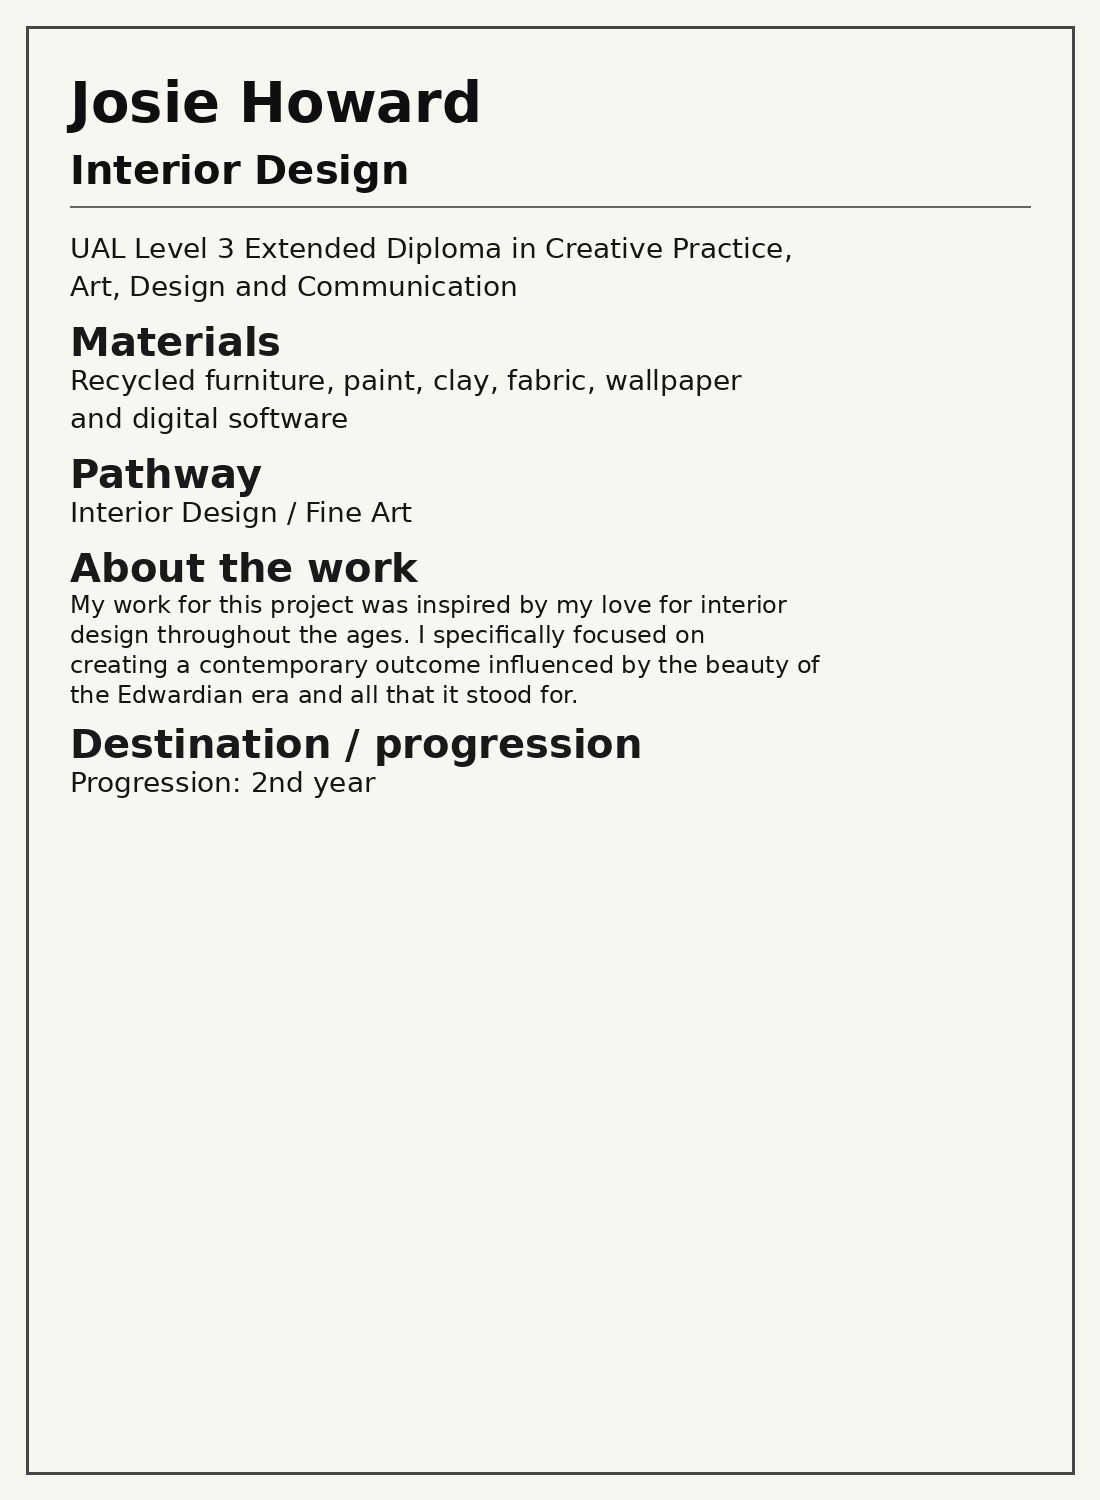 Josie Howard
Interior Design
UAL Level 3 Extended Diploma in Creative Practice,
Art, Design and Communication
Materials
Recycled furniture, paint, clay, fabric, wallpaper
and digital software
Pathway
Interior Design / Fine Art
About the work
My work for this project was inspired by my love for interior
design throughout the ages. I specifically focused on
creating a contemporary outcome influenced by the beauty of
the Edwardian era and all that it stood for.
Destination / progression
Progression: 2nd year